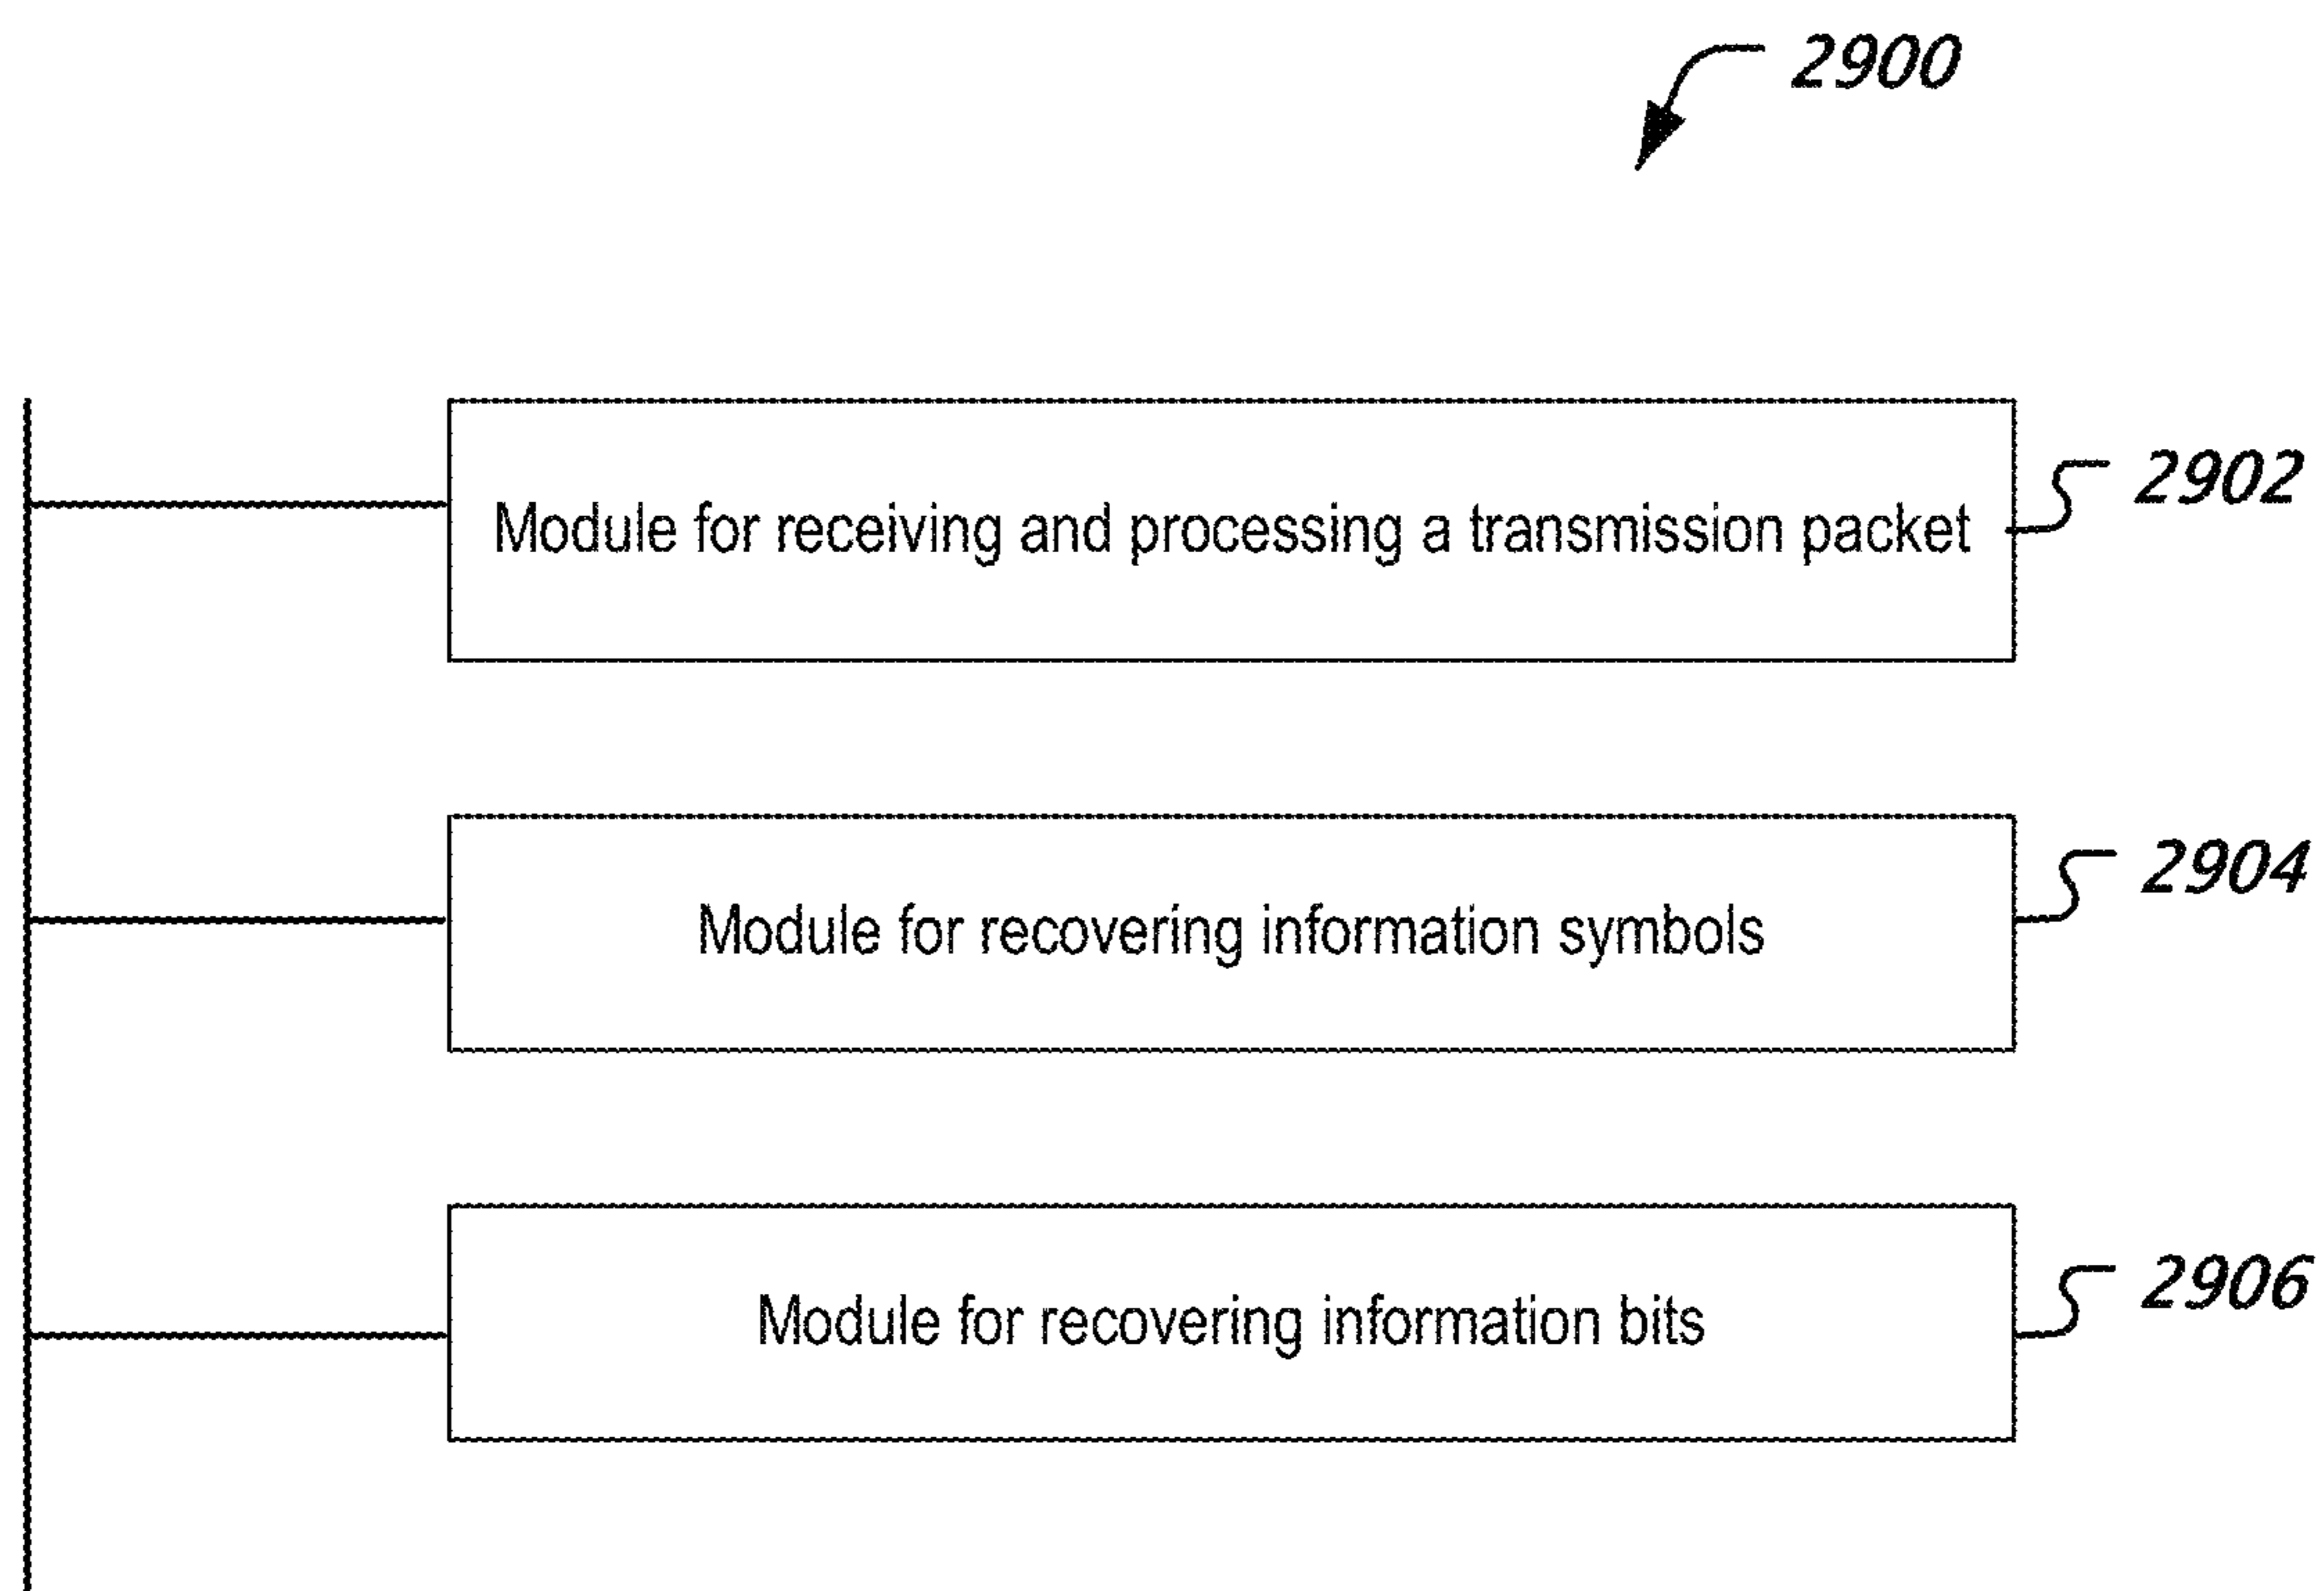 2900
Module for receiving and processing a transmission packet
2902
Module for recovering information symbols
2904
Module for recovering information bits
2906